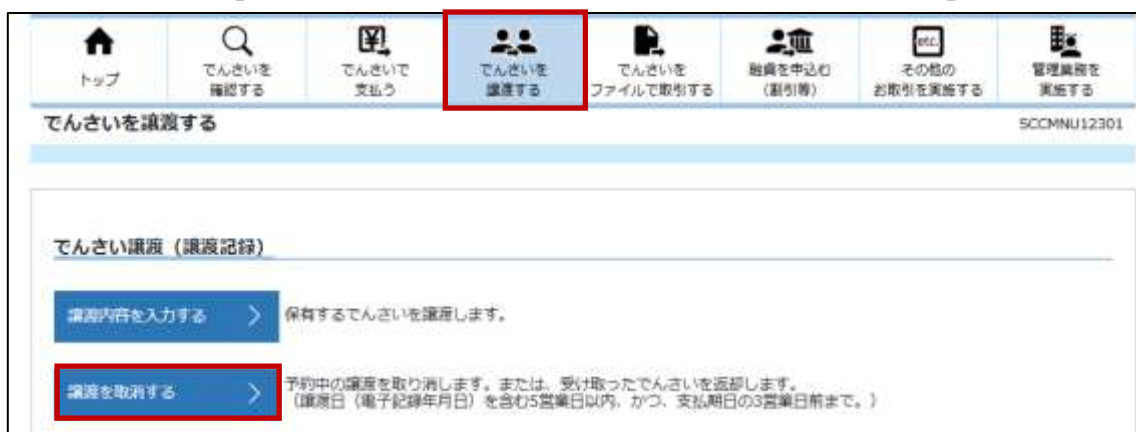 トップ
でんさいを
確認する
でんさいで
支払う
でんさいを
譲渡する
でんさいを
ファイルで取引する
融資を申込む
(割引等)
etc.
その他の
お取引を実施する
管理業務を
実施する
でんさいを譲渡する
SCCMNU12301
でんさい譲渡(譲渡記録)
譲渡内容を入力する
保有するでんさいを譲渡します。
譲渡を取消する
予約中の譲渡を取り消します。または、受け取ったでんさいを返却します。
(譲渡日(電子記録年月日)を含む5営業日以内、かつ、支払期日の3営業日前まで。)